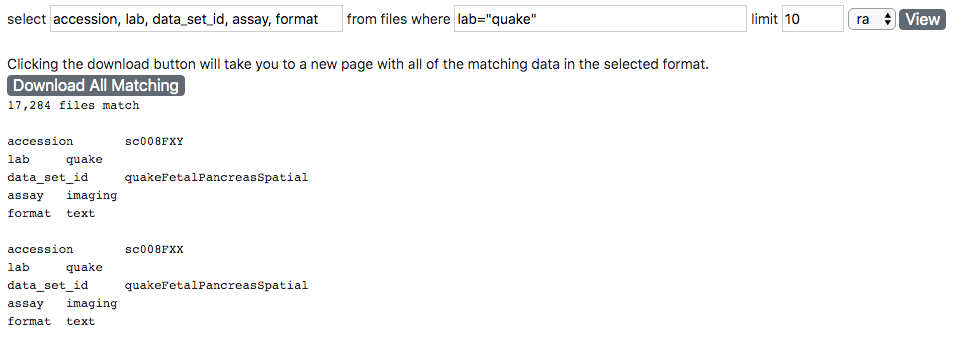 select accession, lab, data_set_id, assay, format from files where lab="quake" limit 10 ra View
Clicking the download button will take you to a new page with all of the matching data in the selected format.
Download All Matching
17,284 files match
accession sc008FXY
lab quake
data_set_id quakeFetalPancreasSpatial
assay imaging
format text
accession sc008FXX
lab quake
data_set_id quakeFetalPancreasSpatial
assay imaging
format text